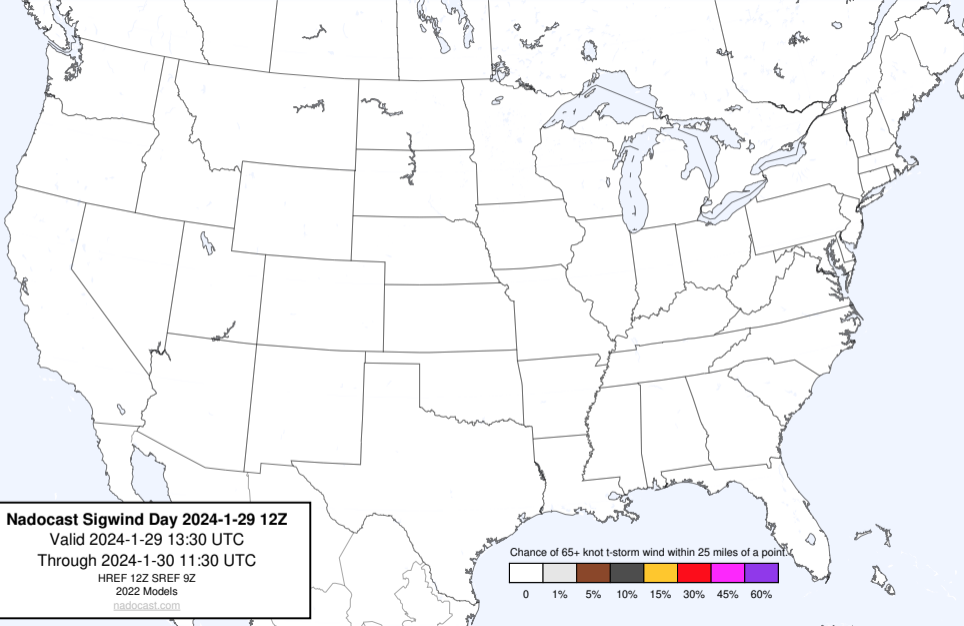 Nadocast Sigwind Day 2024-1-29 12Z
Valid 2024-1-29 13:30 UTC
Through 2024-1-30 11:30 UTC
HREF 12Z SREF 9Z
2022 Models
nadocast.com
Chance of 65+ knot t-storm wind within 25 miles of a point.
0 1% 5% 10% 15% 30% 45% 60%